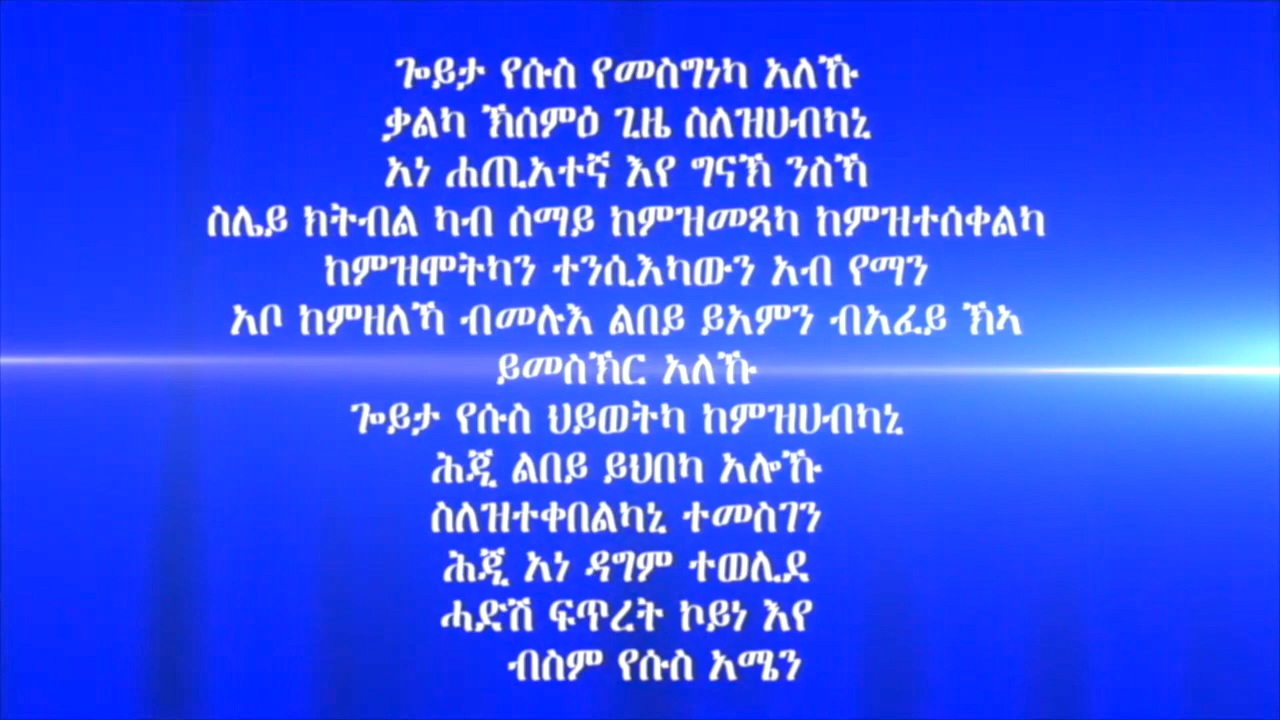 ጐይታ የሱስ የመስግነካ አለኹ
ቃልካ ኽሰምዕ ጊዜ ስለዝሀብካኒ
አነ ሐጢአተኛ እየ ግናኽ ንስኻ
ስሌይ ክትብል ካብ ሰማይ ከምዝመጻካ ከምዝተሰቀልካ
ከምዝሞትካን ተንሲእካውን አብ የማን
አቦ ከምዘለኻ ብመሉእ ልበይ ይአምን ብአፈይ ኽኣ
ይመስኽር አለኹ
ጐይታ የሱስ ህይወትካ ከምዝሀብካኒ
ሕጂ ልበይ ይህበካ አሎኹ
ስለዝተቀበልካኒ ተመስገን
ሕጂ አነ ዳግም ተወሊደ
ሓድሽ ፍጥረት ኮይነ እየ
ብስም የሱስ አሜን